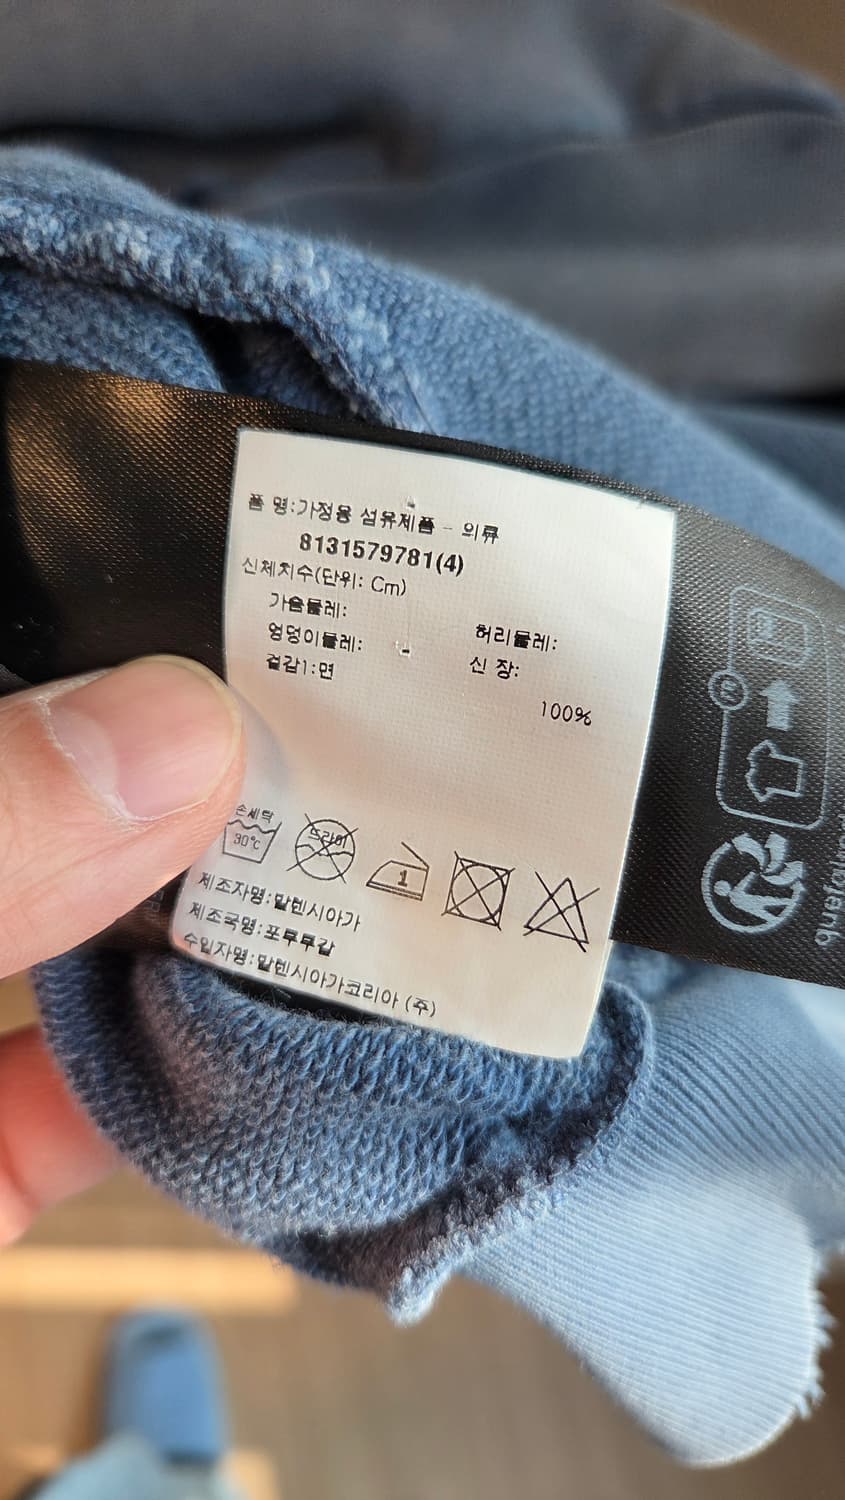 품 명:가정용 섬유제품 - 의류
8131579781(4)
신체치수(단위: Cm)
가슴둘레:
허리둘레:
엉덩이둘레:
신 장:
겉감1:면
100%
손세탁
30℃
드라이
1
제조자명:발렌시아가
제조국명:포루투갈
수입자명:발렌시아가코리아 (주)